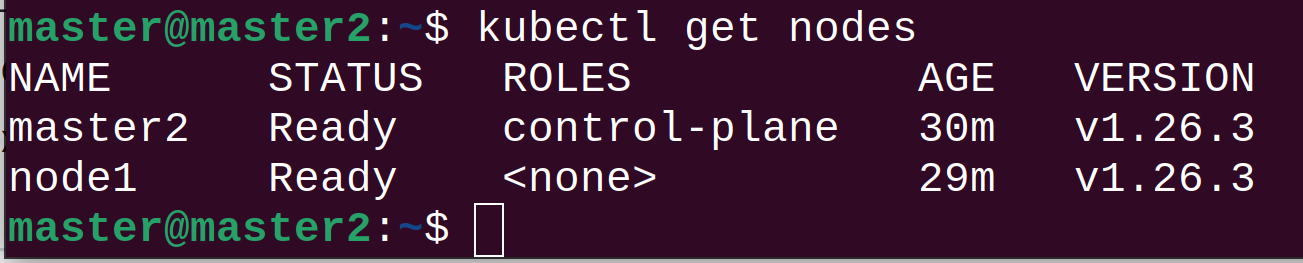 master@master2:~$ kubectl get nodes
NAME      STATUS   ROLES           AGE   VERSION
master2   Ready    control-plane   30m   v1.26.3
node1     Ready    <none>          29m   v1.26.3
master@master2:~$